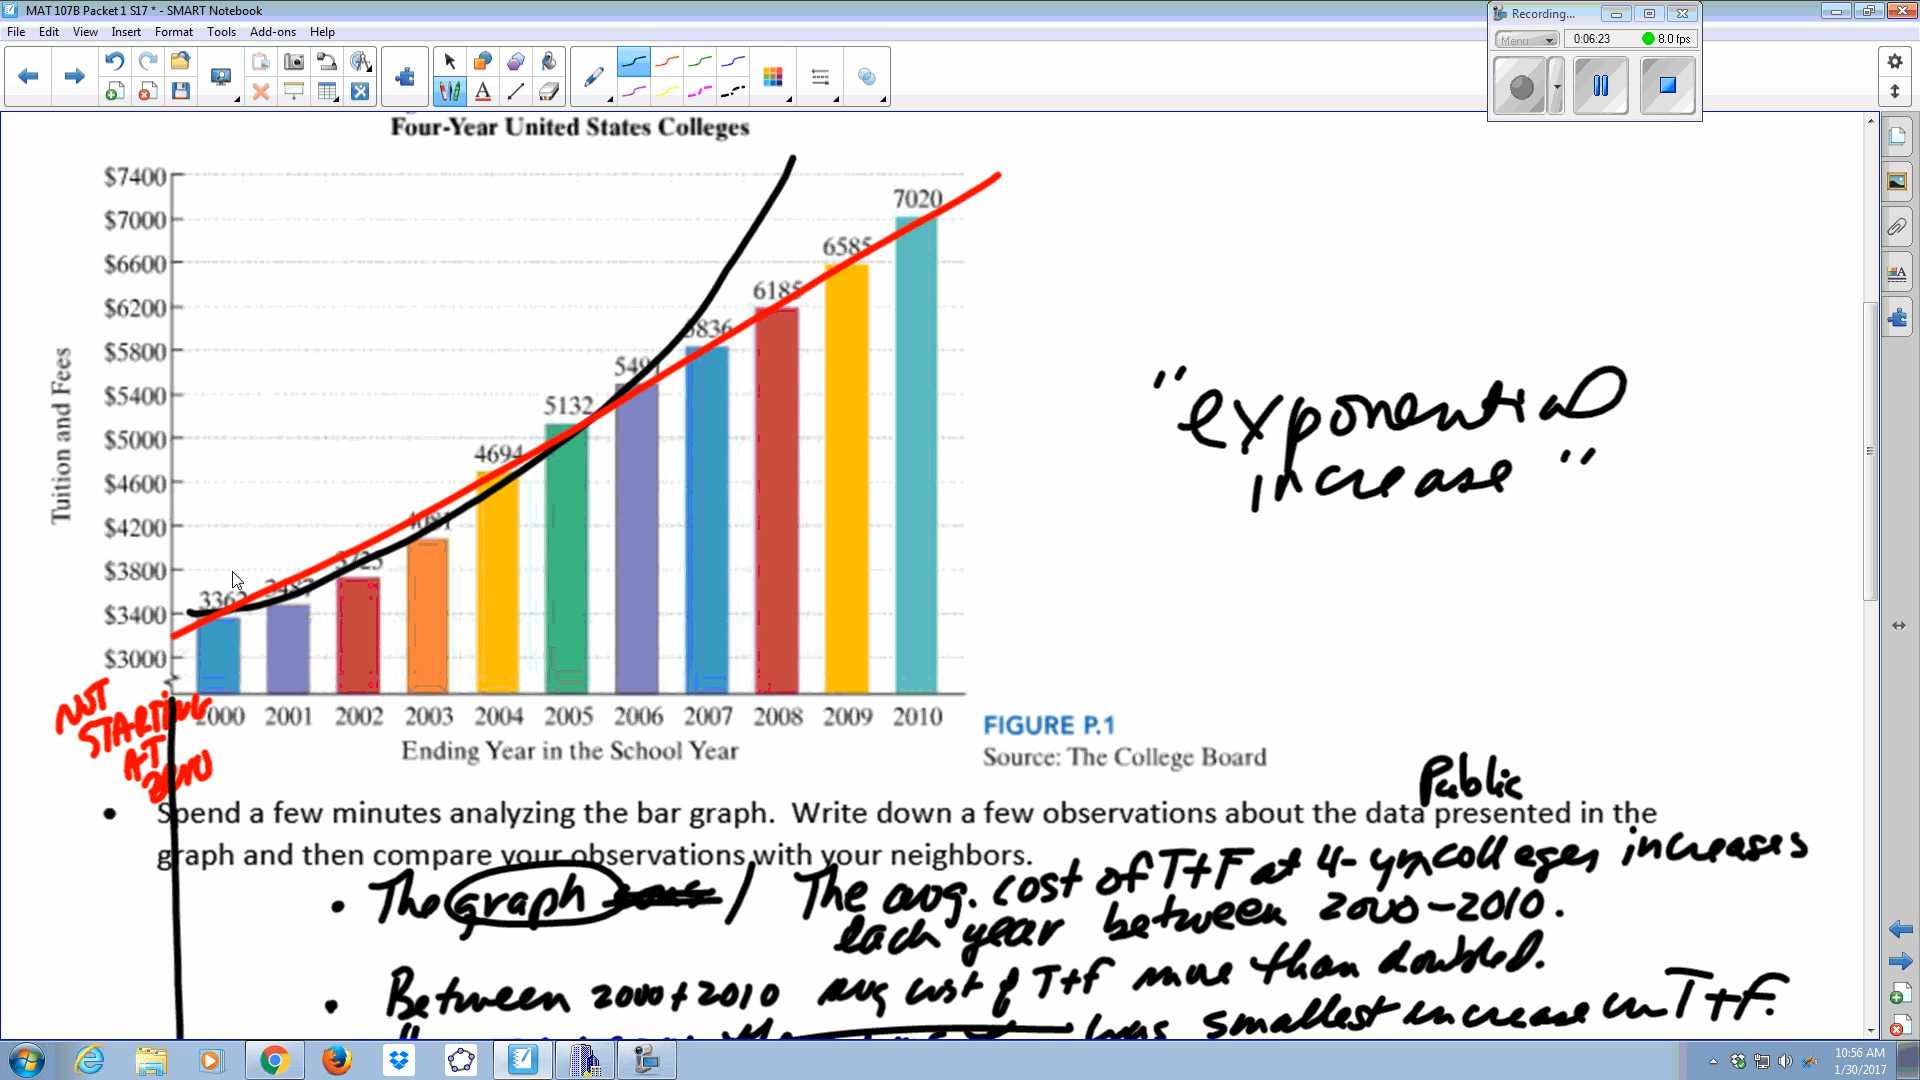 MAT 107B Packet 1 S17 * - SMART Notebook
File Edit View Insert Format Tools Add-ons Help
Recording...
Menu 0:06:23 8.0 fps
Four-Year United States Colleges
$7400
$7000
$6600
$6200
$5800
$5400
$5000
$4600
$4200
$3800
$3400
$3000
Tuition and Fees
3362 3487 3725 4081 4694 5132 5491 5836 6185 6585 7020
2000 2001 2002 2003 2004 2005 2006 2007 2008 2009 2010
Ending Year in the School Year
FIGURE P.1
Source: The College Board
"exponential
increase"
NOT
STARTING
AT
ZERO
• Spend a few minutes analyzing the bar graph. Write down a few observations about the data presented in the
graph and then compare your observations with your neighbors.
Public
• The graph / The avg. cost of T+F at 4-yr colleges increases
each year between 2000-2010.
• Between 2000 + 2010 avg cost of T+F more than doubled.
has smallest increase in T+F.
10:56 AM
1/30/2017